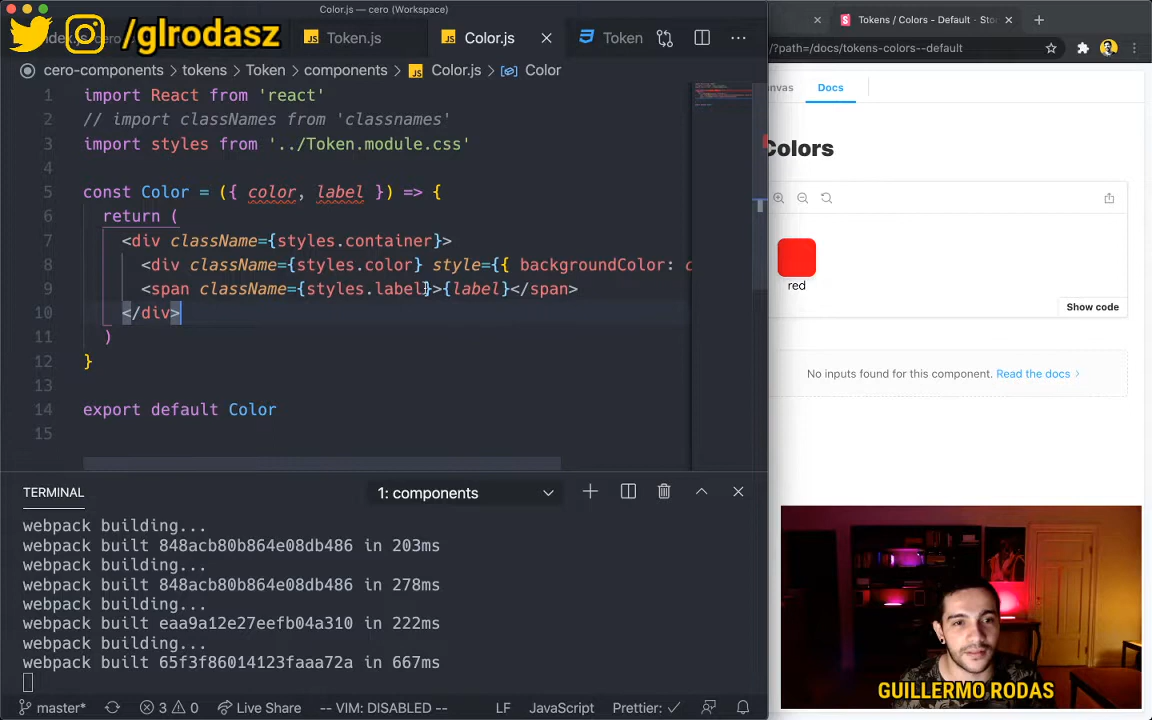 Color.js — cero (Workspace)
/glrodasz
Token.js
Color.js
Token
cero-components > tokens > Token > components > Color.js > Color
1 import React from 'react'
2 // import classNames from 'classnames'
3 import styles from '../Token.module.css'
4
5 const Color = ({ color, label }) => {
6 return (
7 <div className={styles.container}>
8 <div className={styles.color} style={{ backgroundColor: c
9 <span className={styles.label}>{label}</span>
10 </div>
11 )
12 }
13
14 export default Color
15
TERMINAL
1: components
webpack building...
webpack built 848acb80b864e08db486 in 203ms
webpack building...
webpack built 848acb80b864e08db486 in 278ms
webpack building...
webpack built eaa9a12e27eefb04a310 in 222ms
webpack building...
webpack built 65f3f86014123faaa72a in 667ms
master*
3
0
Live Share
-- VIM: DISABLED --
LF
JavaScript
Prettier: ✓
Tokens / Colors - Default · Sto
/?path=/docs/tokens-colors--default
nvas
Docs
Colors
red
Show code
No inputs found for this component. Read the docs
GUILLERMO RODAS